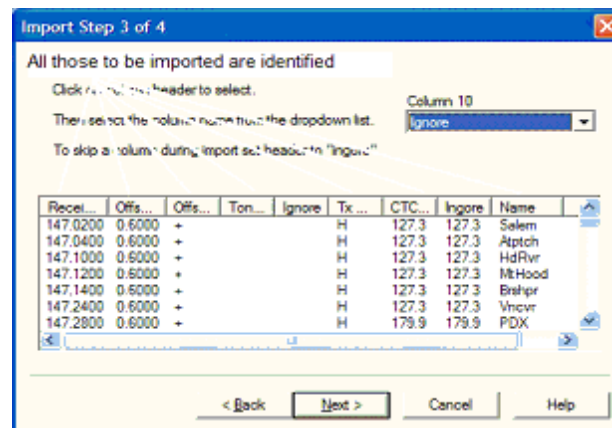 Import Step 3 of 4
All those to be imported are identified
Click header to select.
Column 10
Then select the column name from the dropdown list.
Ignore
To skip a column during import set header to "Ingore"
Recei... Offs... Offs... Ton... Ignore Tx ... CTC... Ingore Name
147.0200 0.6000 + H 127.3 127.3 Salem
147.0400 0.6000 + H 127.3 127.3 Atptch
147.1000 0.6000 + H 127.3 127.3 HdRvr
147.1200 0.6000 + H 127.3 127.3 MtHood
147.1400 0.6000 + H 127.3 127.3 Brshpr
147.2400 0.6000 + H 127.3 127.3 Vncvr
147.2800 0.6000 + H 179.9 179.9 PDX
< Back Next > Cancel Help